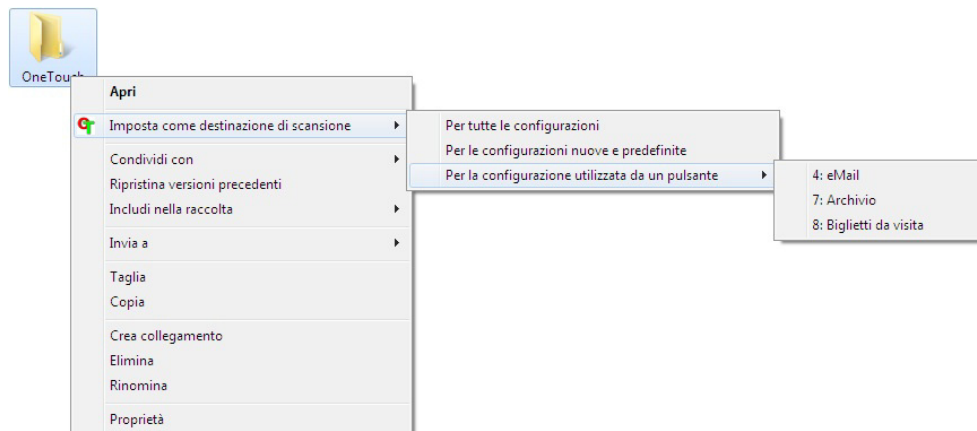 OneTouch
Apri
Imposta come destinazione di scansione
Condividi con
Ripristina versioni precedenti
Includi nella raccolta
Invia a
Taglia
Copia
Crea collegamento
Elimina
Rinomina
Proprietà
Per tutte le configurazioni
Per le configurazioni nuove e predefinite
Per la configurazione utilizzata da un pulsante
4: eMail
7: Archivio
8: Biglietti da visita